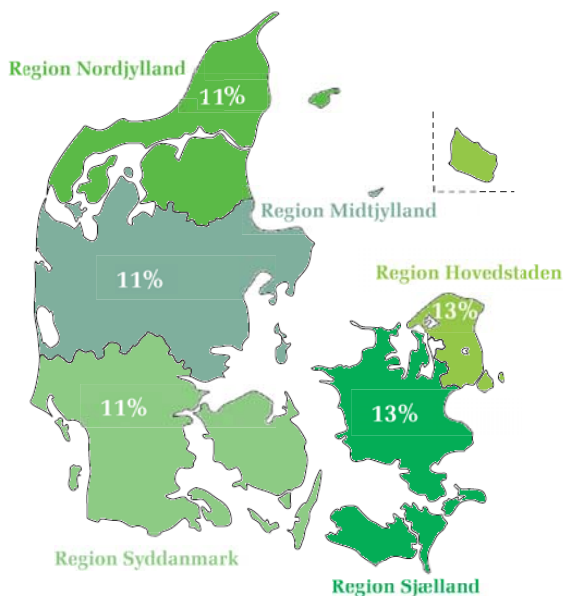 Region Nordjylland
11%
Region Midtjylland
11%
Region Hovedstaden
13%
11%
13%
Region Syddanmark
Region Sjælland